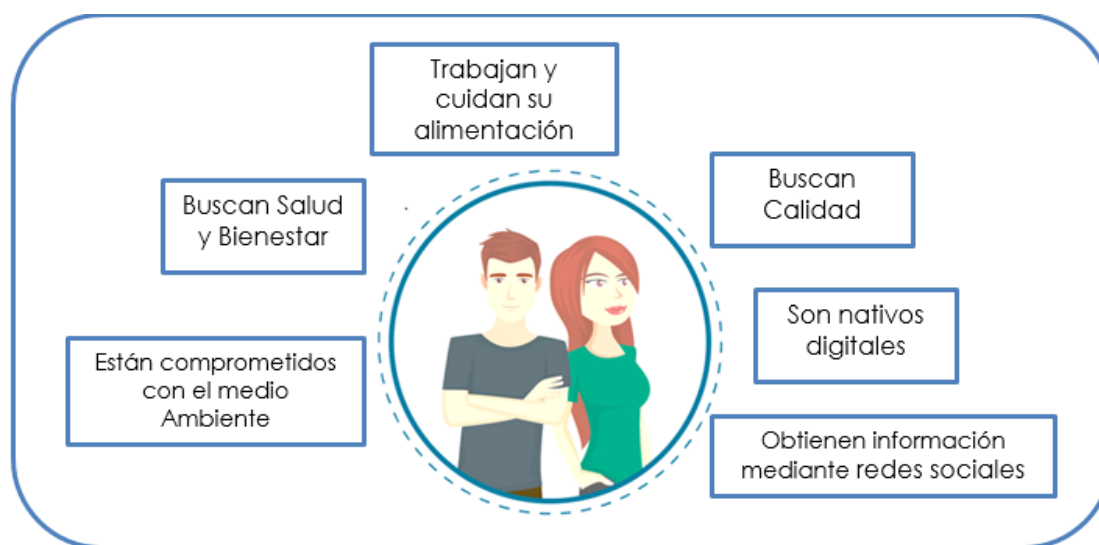 Trabajan y
cuidan su
alimentación
Buscan Salud
y Bienestar
Buscan
Calidad
Están comprometidos
con el medio
Ambiente
Son nativos
digitales
Obtienen información
mediante redes sociales